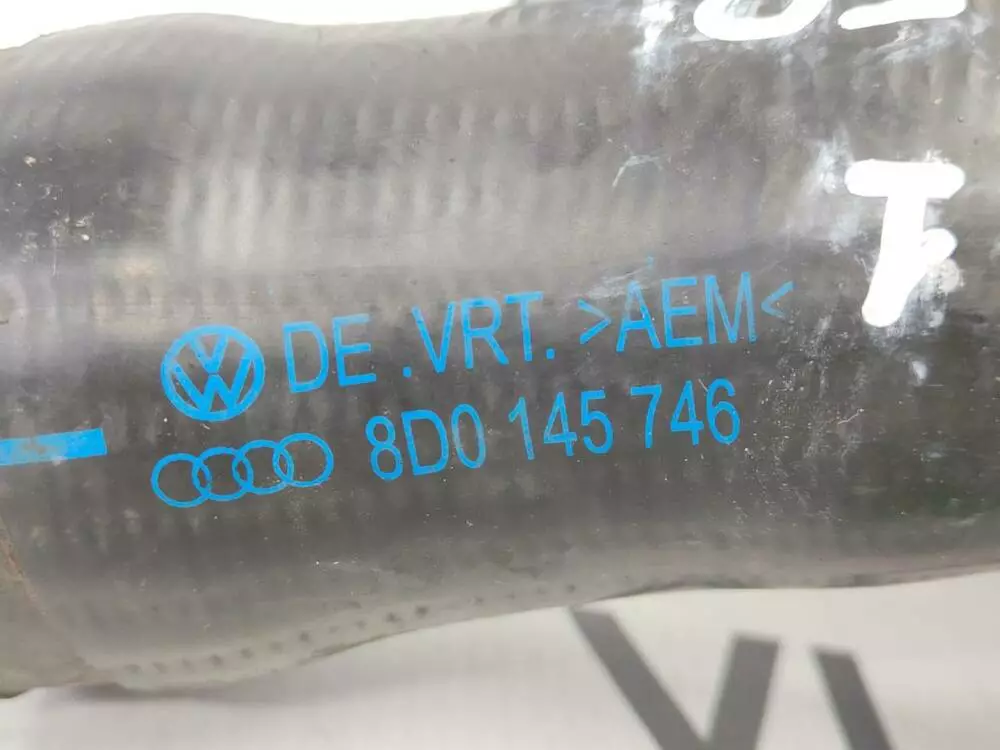 T
DE .VRT. >AEM<
8D0 145 746